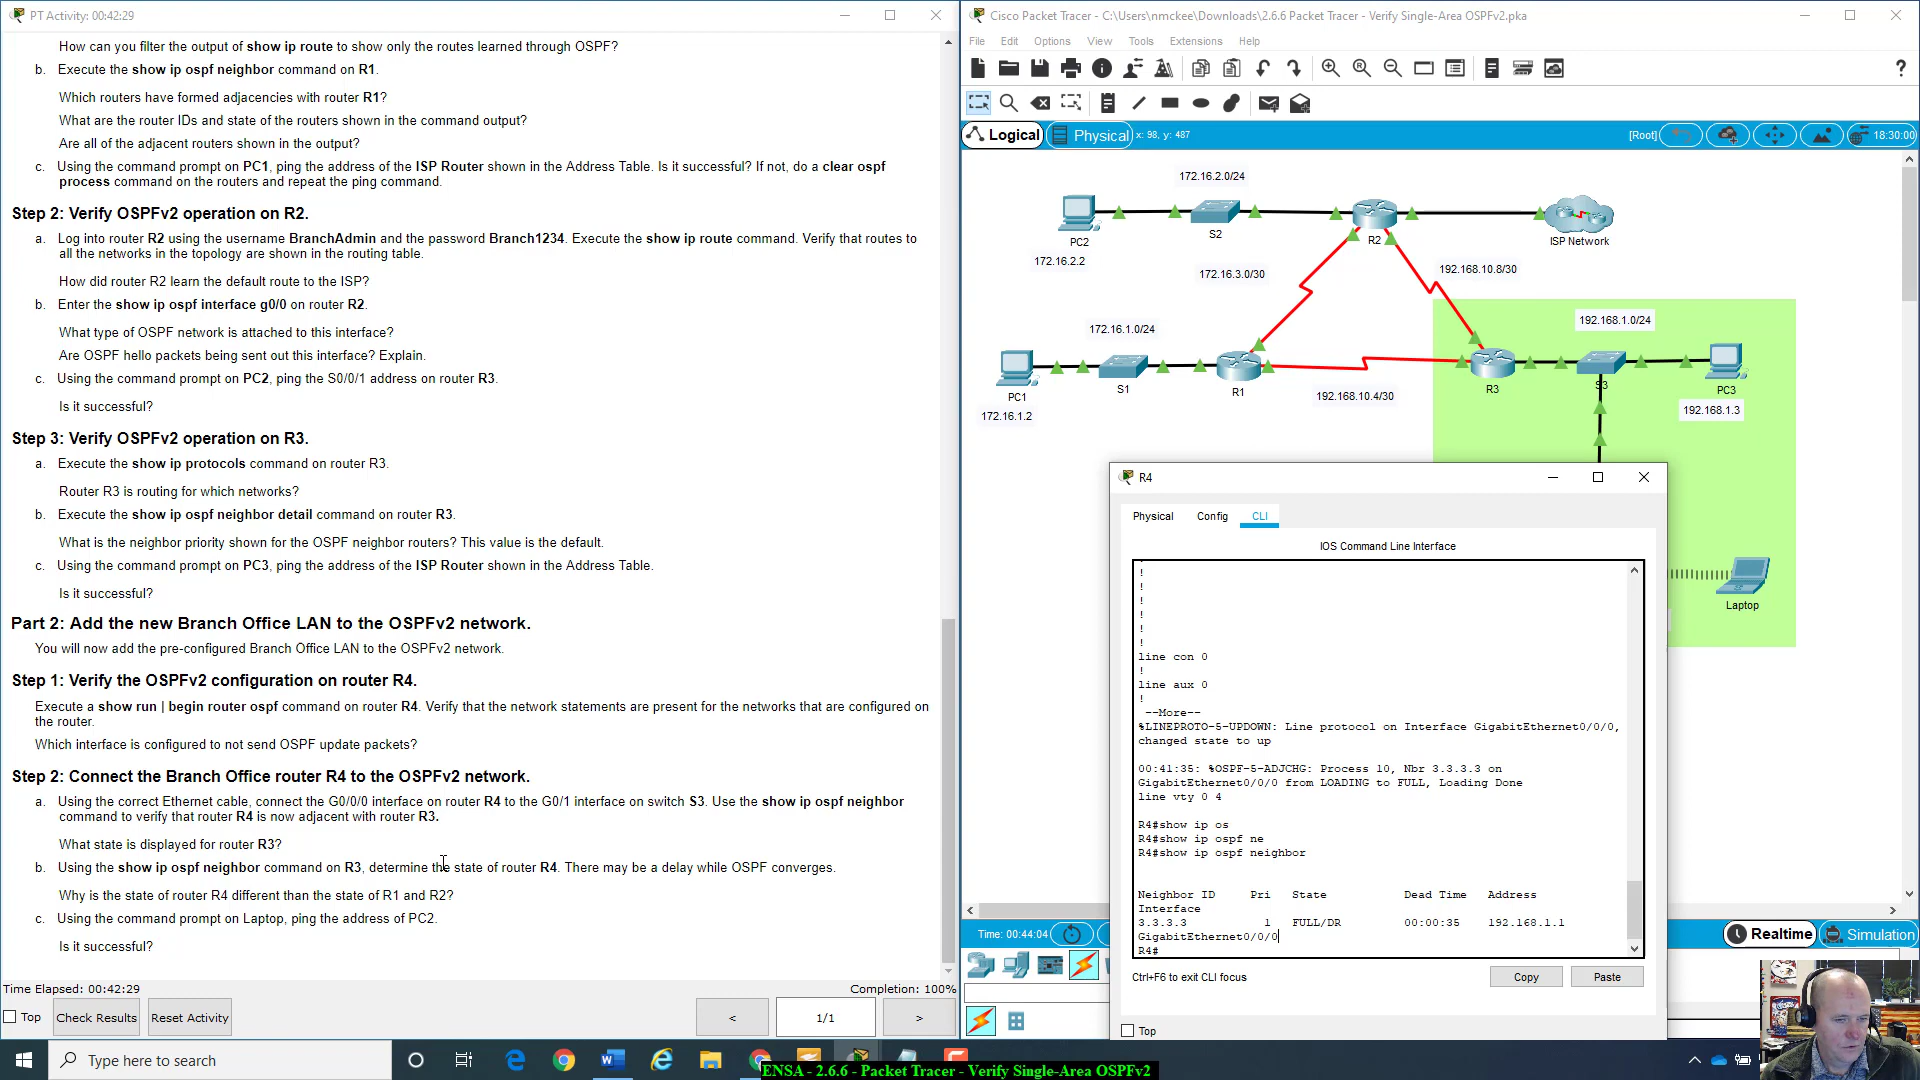 PT Activity: 00:42:29
How can you filter the output of show ip route to show only the routes learned through OSPF?
b. Execute the show ip ospf neighbor command on R1.
Which routers have formed adjacencies with router R1?
What are the router IDs and state of the routers shown in the command output?
Are all of the adjacent routers shown in the output?
c. Using the command prompt on PC1, ping the address of the ISP Router shown in the Address Table. Is it successful? If not, do a clear ospf
process command on the routers and repeat the ping command.
Step 2: Verify OSPFv2 operation on R2.
a. Log into router R2 using the username BranchAdmin and the password Branch1234. Execute the show ip route command. Verify that routes to
all the networks in the topology are shown in the routing table.
How did router R2 learn the default route to the ISP?
b. Enter the show ip ospf interface g0/0 on router R2.
What type of OSPF network is attached to this interface?
Are OSPF hello packets being sent out this interface? Explain.
c. Using the command prompt on PC2, ping the S0/0/1 address on router R3.
Is it successful?
Step 3: Verify OSPFv2 operation on R3.
a. Execute the show ip protocols command on router R3.
Router R3 is routing for which networks?
b. Execute the show ip ospf neighbor detail command on router R3.
What is the neighbor priority shown for the OSPF neighbor routers? This value is the default.
c. Using the command prompt on PC3, ping the address of the ISP Router shown in the Address Table.
Is it successful?
Part 2: Add the new Branch Office LAN to the OSPFv2 network.
You will now add the pre-configured Branch Office LAN to the OSPFv2 network.
Step 1: Verify the OSPFv2 configuration on router R4.
Execute a show run | begin router ospf command on router R4. Verify that the network statements are present for the networks that are configured on
the router.
Which interface is configured to not send OSPF update packets?
Step 2: Connect the Branch Office router R4 to the OSPFv2 network.
a. Using the correct Ethernet cable, connect the G0/0/0 interface on router R4 to the G0/1 interface on switch S3. Use the show ip ospf neighbor
command to verify that router R4 is now adjacent with router R3.
What state is displayed for router R3?
b. Using the show ip ospf neighbor command on R3, determine the state of router R4. There may be a delay while OSPF converges.
Why is the state of router R4 different than the state of R1 and R2?
c. Using the command prompt on Laptop, ping the address of PC2.
Is it successful?
Time Elapsed: 00:42:29
Completion: 100%
Top
Check Results
Reset Activity
<
1/1
>
Cisco Packet Tracer - C:\Users\nmckee\Downloads\2.6.6 Packet Tracer - Verify Single-Area OSPFv2.pka
File Edit Options View Tools Extensions Help
?
Logical
Physical
x: 98, y: 487
[Root]
18:30:00
172.16.2.0/24
PC2
S2
R2
ISP Network
172.16.2.2
172.16.3.0/30
192.168.10.8/30
172.16.1.0/24
192.168.1.0/24
PC1
S1
R1
R3
S3
PC3
172.16.1.2
192.168.10.4/30
192.168.1.3
Laptop
R4
Physical
Config
CLI
IOS Command Line Interface
!
!
!
!
!
!
line con 0
!
line aux 0
!
--More--
%LINEPROTO-5-UPDOWN: Line protocol on Interface GigabitEthernet0/0/0,
changed state to up
00:41:35: %OSPF-5-ADJCHG: Process 10, Nbr 3.3.3.3 on
GigabitEthernet0/0/0 from LOADING to FULL, Loading Done
line vty 0 4
R4#show ip os
R4#show ip ospf ne
R4#show ip ospf neighbor
Neighbor ID Pri State Dead Time Address
Interface
3.3.3.3 1 FULL/DR 00:00:35 192.168.1.1
GigabitEthernet0/0/0
R4#
Ctrl+F6 to exit CLI focus
Copy
Paste
Top
Time: 00:44:04
Realtime
Simulation
Type here to search
ENSA - 2.6.6 - Packet Tracer - Verify Single-Area OSPFv2